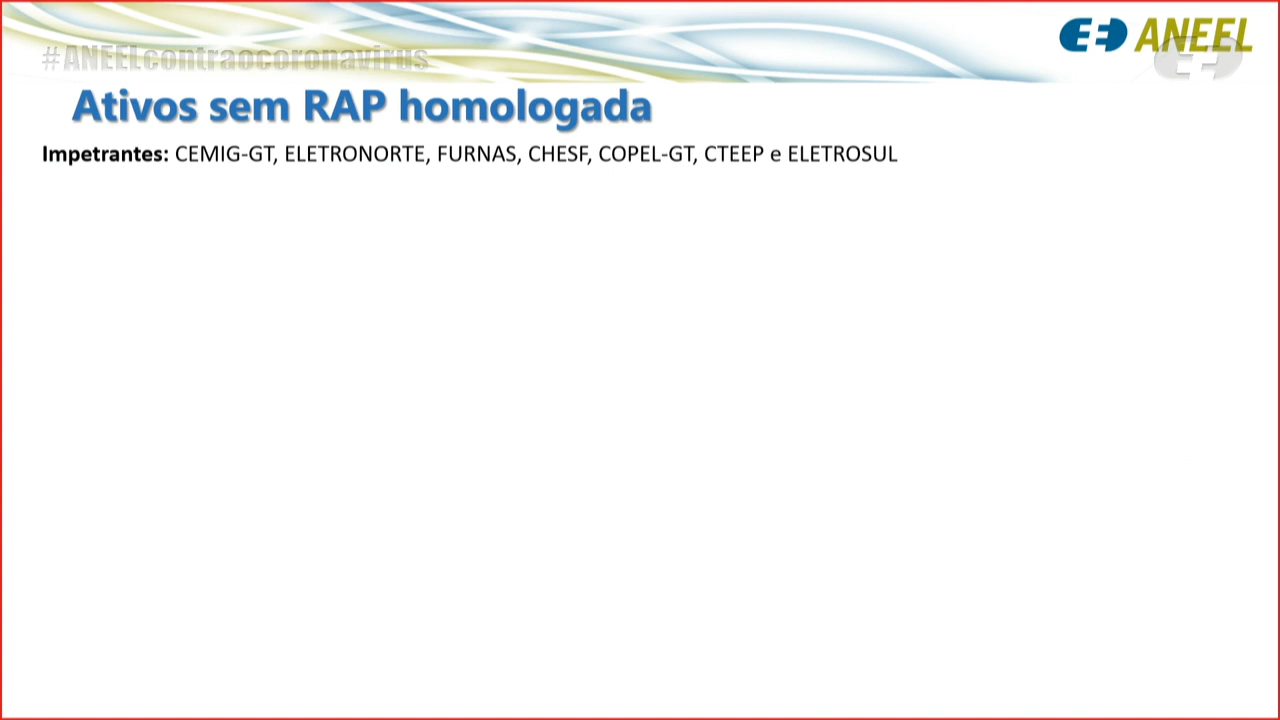 #ANEELcontraocoronavirus
ANEEL
Ativos sem RAP homologada
Impetrantes: CEMIG-GT, ELETRONORTE, FURNAS, CHESF, COPEL-GT, CTEEP e ELETROSUL